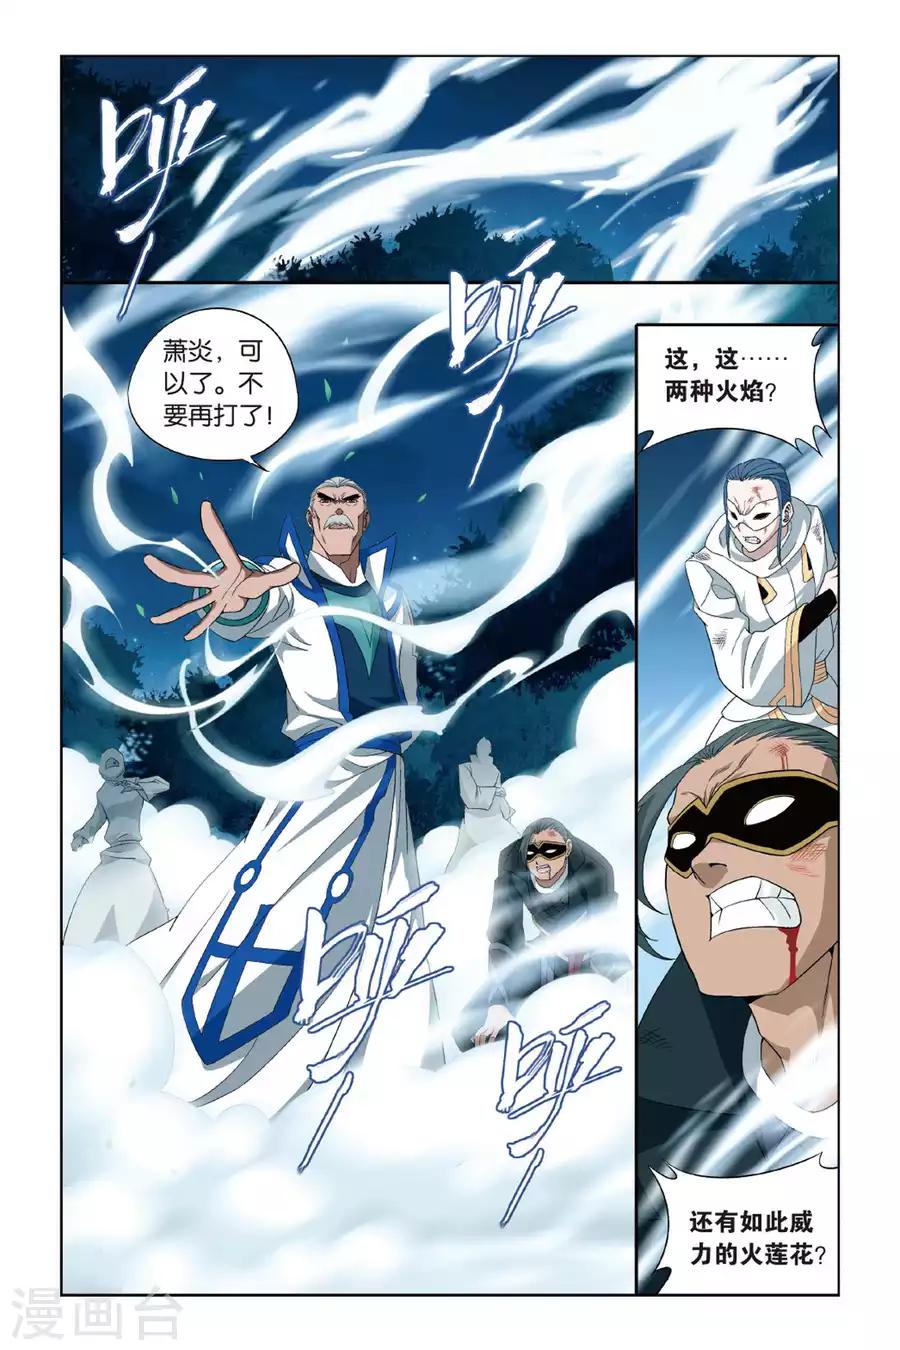 呼
呼
萧炎，可
以了。不
要再打了！
这，这……
两种火焰？
呼
呼
还有如此威
力的火莲花？
漫画台